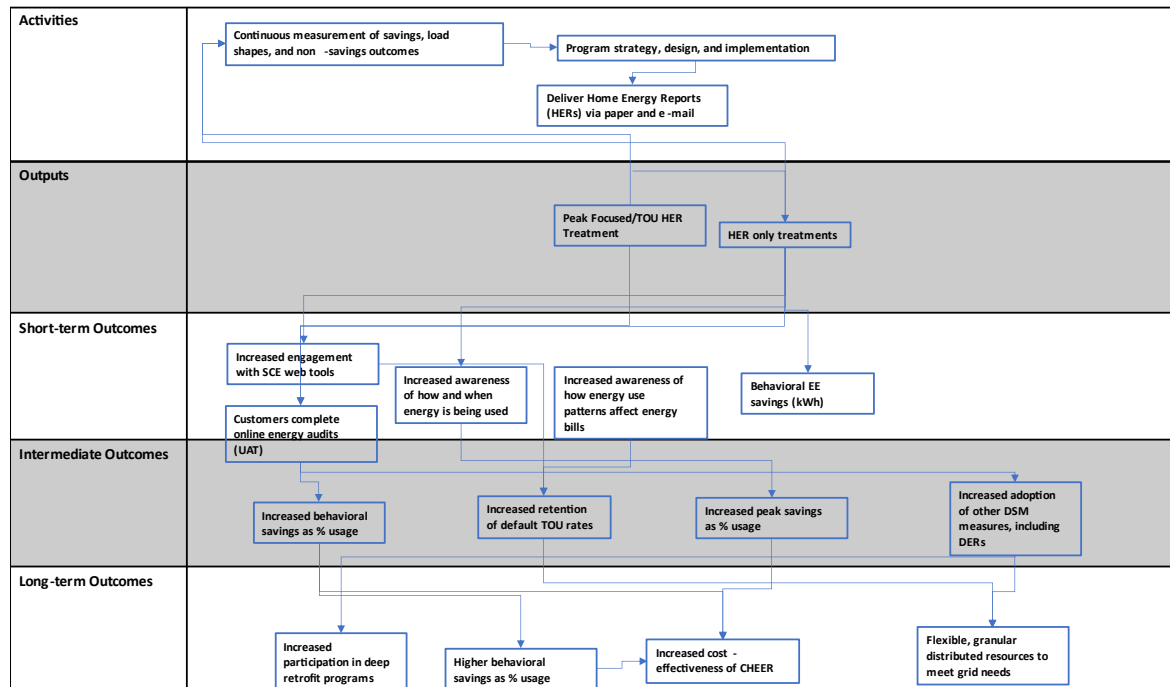 Activities
Continuous measurement of savings, load
shapes, and non -savings outcomes
Program strategy, design, and implementation
Deliver Home Energy Reports
(HERs) via paper and e -mail
Outputs
Peak Focused/TOU HER
Treatment
HER only treatments
Short-term Outcomes
Increased engagement
with SCE web tools
Increased awareness
of how and when
energy is being used
Increased awareness of
how energy use
patterns affect energy
bills
Behavioral EE
savings (kWh)
Customers complete
online energy audits
(UAT)
Intermediate Outcomes
Increased behavioral
savings as % usage
Increased retention
of default TOU rates
Increased peak savings
as % usage
Increased adoption
of other DSM
measures, including
DERs
Long-term Outcomes
Increased
participation in deep
retrofit programs
Higher behavioral
savings as % usage
Increased cost -
effectiveness of CHEER
Flexible, granular
distributed resources to
meet grid needs